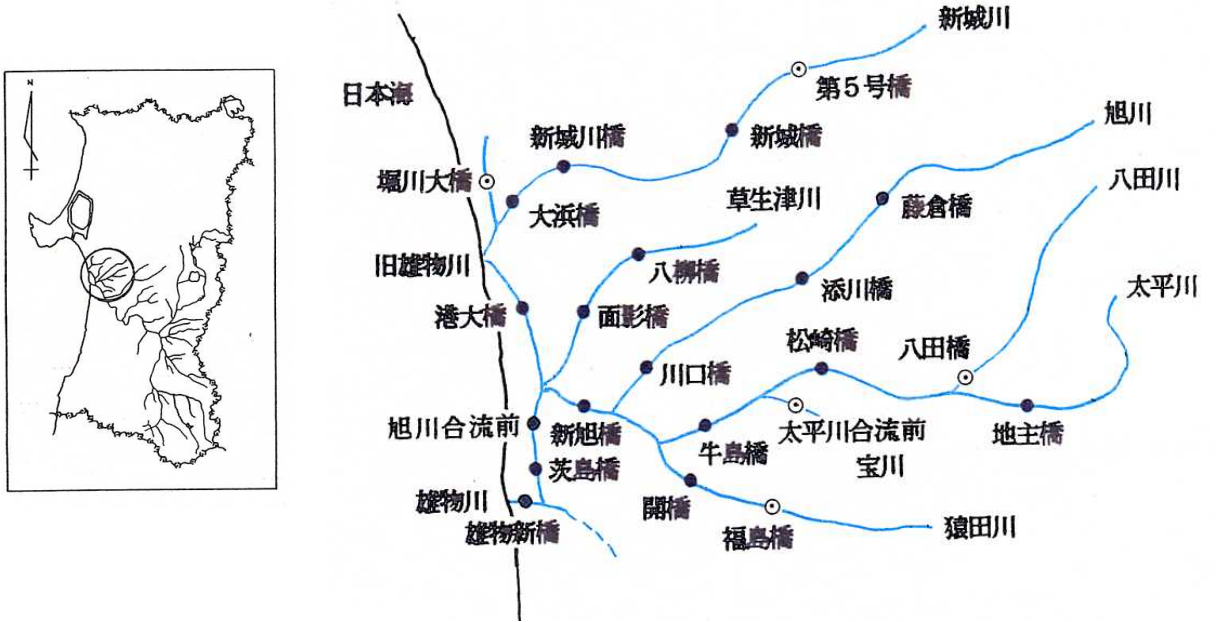 N
新城川
第5号橋
日本海
旭川
新城川橋
新城橋
堀川大橋
八田川
草生津川
大浜橋
藤倉橋
旧雄物川
八柳橋
添川橋
太平川
港大橋
面影橋
松崎橋
八田橋
川口橋
旭川合流前
新旭橋
牛島橋
太平川合流前
宝川
地主橋
茨島橋
雄物川
雄物新橋
開橋
福島橋
猿田川